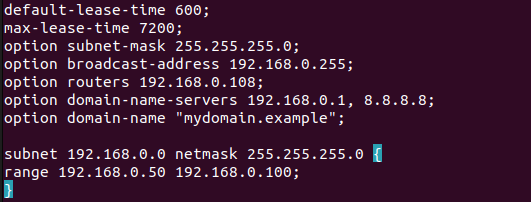 default-lease-time 600;
max-lease-time 7200;
option subnet-mask 255.255.255.0;
option broadcast-address 192.168.0.255;
option routers 192.168.0.108;
option domain-name-servers 192.168.0.1, 8.8.8.8;
option domain-name "mydomain.example";

subnet 192.168.0.0 netmask 255.255.255.0 {
range 192.168.0.50 192.168.0.100;
}